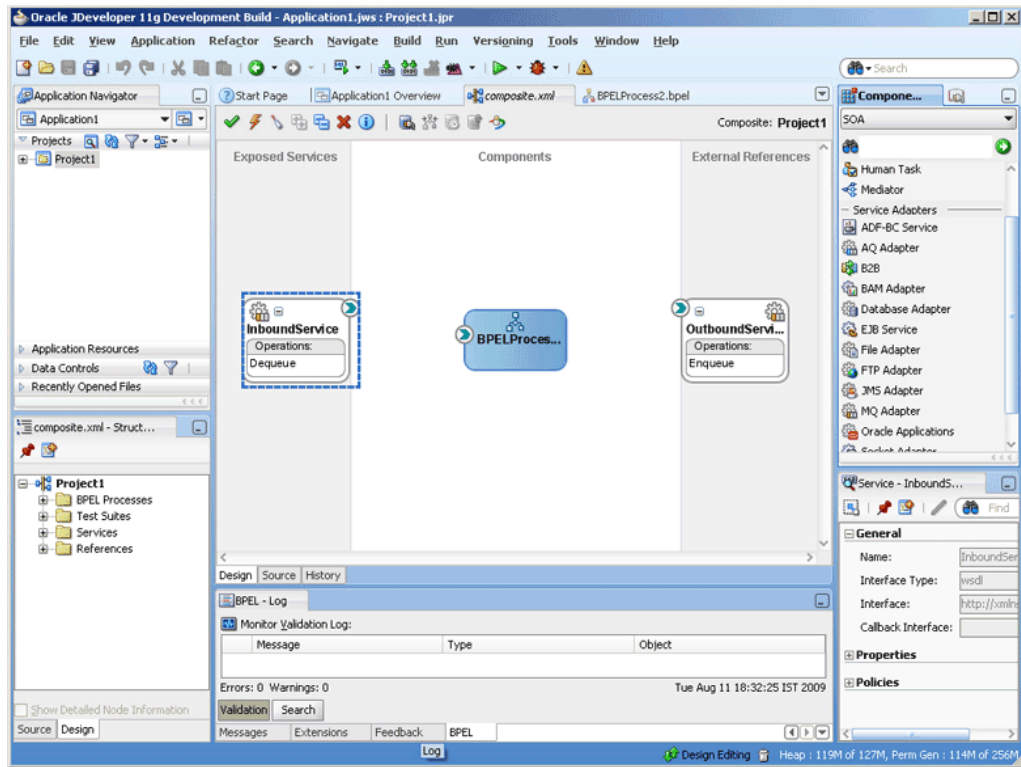 Oracle JDeveloper 11g Development Build - Application1.jws : Project1.jpr
File Edit View Application Refactor Search Navigate Build Run Versioning Tools Window Help
Search
Application Navigator
Application1
Projects
Project1
Application Resources
Data Controls
Recently Opened Files
composite.xml - Struct...
Project1
BPEL Processes
Test Suites
Services
References
Show Detailed Node Information
Source Design
Start Page Application1 Overview composite.xml BPELProcess2.bpel
Composite: Project1
Exposed Services Components External References
InboundService
Operations:
Dequeue
BPELProces...
OutboundServi...
Operations:
Enqueue
Design Source History
BPEL - Log
Monitor Validation Log:
Message Type Object
Errors: 0 Warnings: 0 Tue Aug 11 18:32:25 IST 2009
Validation Search
Messages Extensions Feedback BPEL
Log
Compone...
SOA
Human Task
Mediator
Service Adapters
ADF-BC Service
AQ Adapter
B2B
BAM Adapter
Database Adapter
EJB Service
File Adapter
FTP Adapter
JMS Adapter
MQ Adapter
Oracle Applications
Socket Adapter
Service - InboundS...
Find
General
Name: InboundSer
Interface Type: wsdl
Interface: http://xmln
Callback Interface:
Properties
Policies
Design Editing Heap : 119M of 127M, Perm Gen : 114M of 256M